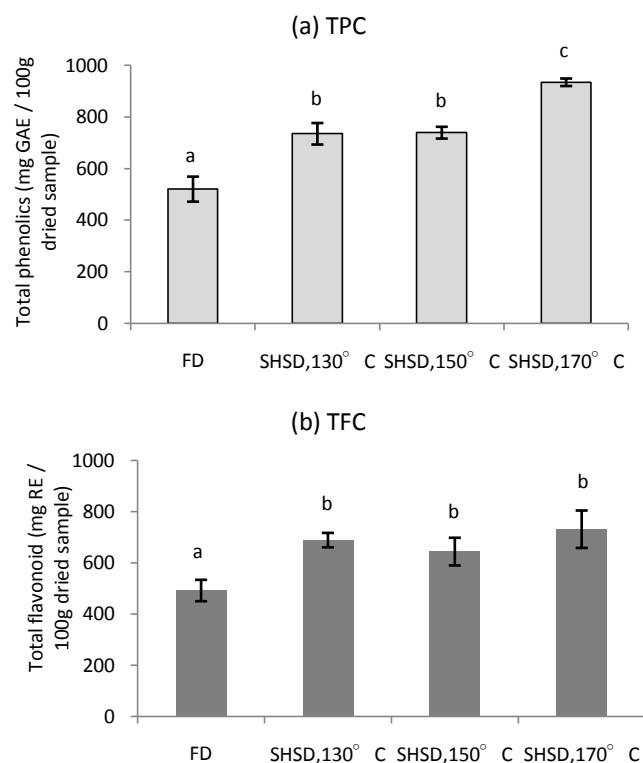 (a) TPC
Total phenolics (mg GAE / 100g
dried sample)
1000
800
600
400
200
0
a
b
b
c
FD
SHSD,130° C
SHSD,150° C
SHSD,170° C
(b) TFC
Total flavonoid (mg RE /
100g dried sample)
1000
800
600
400
200
0
a
b
b
b
FD
SHSD,130° C
SHSD,150° C
SHSD,170° C